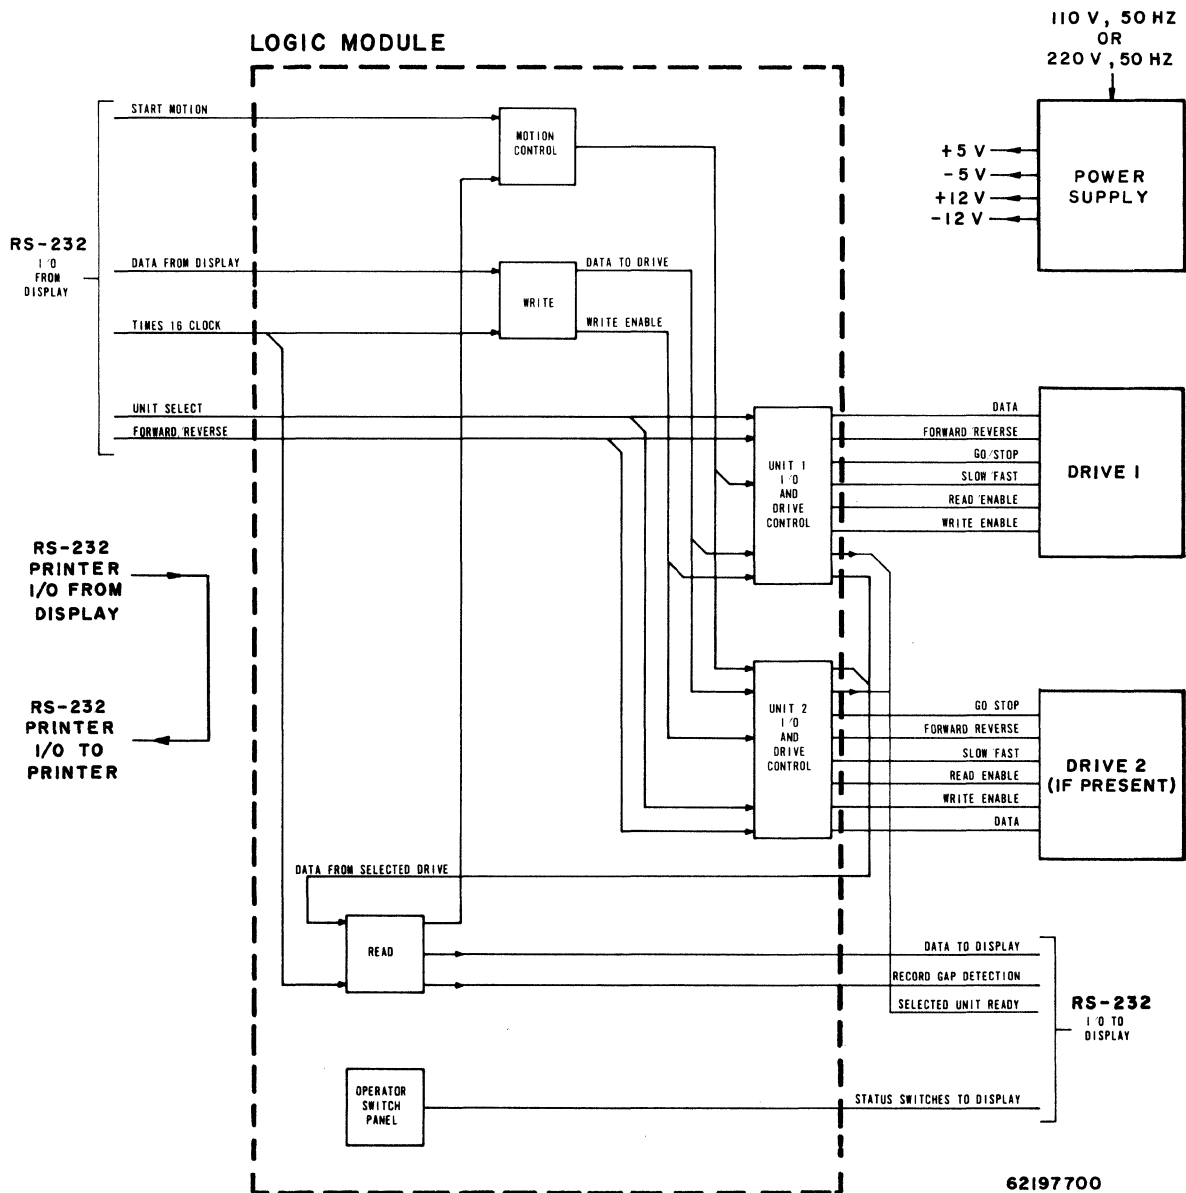 110 V, 50 HZ
OR
220 V, 50 HZ
LOGIC MODULE
START MOTION
MOTION
CONTROL
+5 V
-5 V
+12 V
-12 V
POWER
SUPPLY
RS-232
I/O
FROM
DISPLAY
DATA FROM DISPLAY
TIMES 16 CLOCK
WRITE
DATA TO DRIVE
WRITE ENABLE
UNIT SELECT
FORWARD/REVERSE
UNIT 1
I/O
AND
DRIVE
CONTROL
DATA
FORWARD REVERSE
GO/STOP
SLOW FAST
READ ENABLE
WRITE ENABLE
DRIVE 1
RS-232
PRINTER
I/O FROM
DISPLAY
RS-232
PRINTER
I/O TO
PRINTER
UNIT 2
I/O
AND
DRIVE
CONTROL
GO STOP
FORWARD REVERSE
SLOW FAST
READ ENABLE
WRITE ENABLE
DATA
DRIVE 2
(IF PRESENT)
DATA FROM SELECTED DRIVE
READ
DATA TO DISPLAY
RECORD GAP DETECTION
SELECTED UNIT READY
RS-232
I/O TO
DISPLAY
OPERATOR
SWITCH
PANEL
STATUS SWITCHES TO DISPLAY
62197700